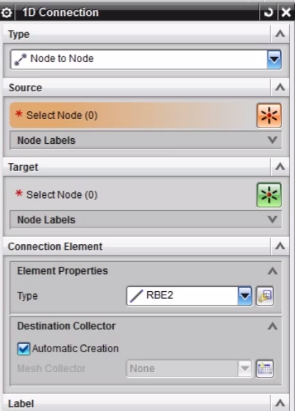 1D Connection
Type
Node to Node
Source
* Select Node (0)
Node Labels
Target
* Select Node (0)
Node Labels
Connection Element
Element Properties
Type RBE2
Destination Collector
Automatic Creation
Mesh Collector None
Label